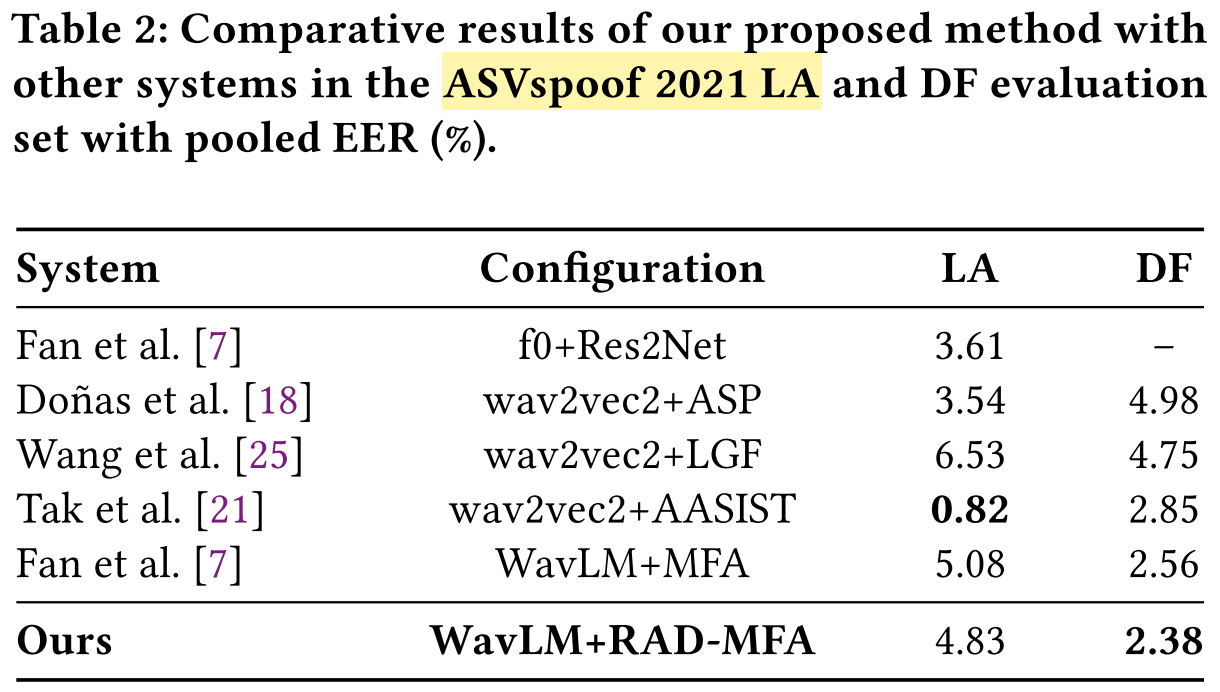 Table 2: Comparative results of our proposed method with
other systems in the ASVspoof 2021 LA and DF evaluation
set with pooled EER (%).
System Configuration LA DF
Fan et al. [7] f0+Res2Net 3.61 –
Doñas et al. [18] wav2vec2+ASP 3.54 4.98
Wang et al. [25] wav2vec2+LGF 6.53 4.75
Tak et al. [21] wav2vec2+AASIST 0.82 2.85
Fan et al. [7] WavLM+MFA 5.08 2.56
Ours WavLM+RAD-MFA 4.83 2.38